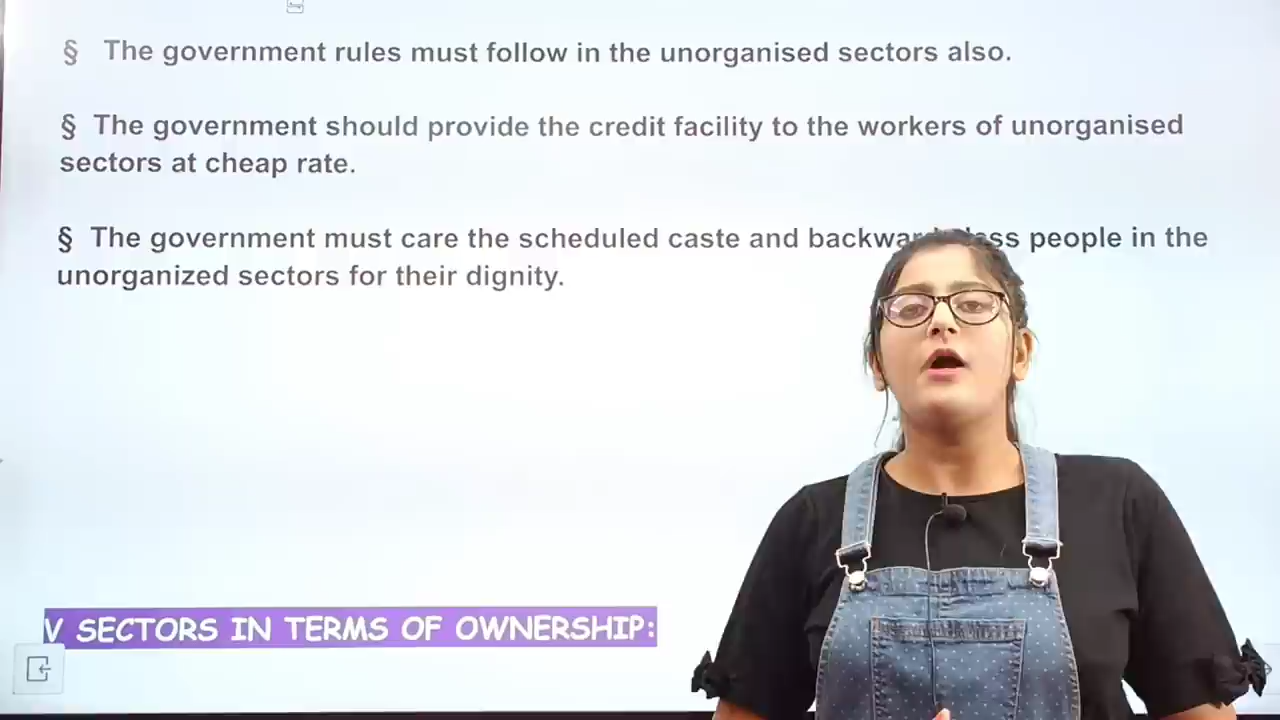 § The government rules must follow in the unorganised sectors also.
§ The government should provide the credit facility to the workers of unorganised
sectors at cheap rate.
§ The government must care the scheduled caste and people in the
unorganized sectors for their dignity.
V SECTORS IN TERMS OF OWNERSHIP: